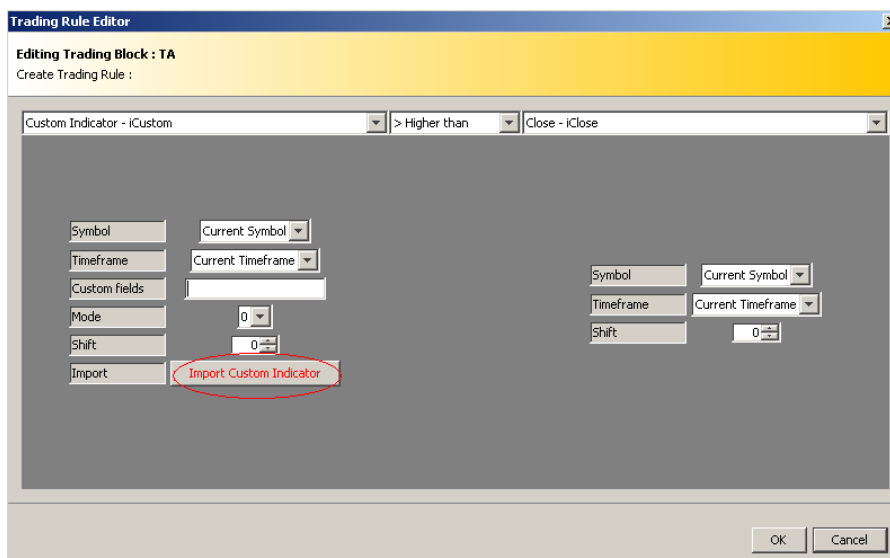 Trading Rule Editor
Editing Trading Block : TA
Create Trading Rule :
Custom Indicator - iCustom
> Higher than
Close - iClose
Symbol
Current Symbol
Timeframe
Current Timeframe
Custom fields
Mode
0
Shift
0
Import
Import Custom Indicator
Symbol
Current Symbol
Timeframe
Current Timeframe
Shift
0
OK
Cancel